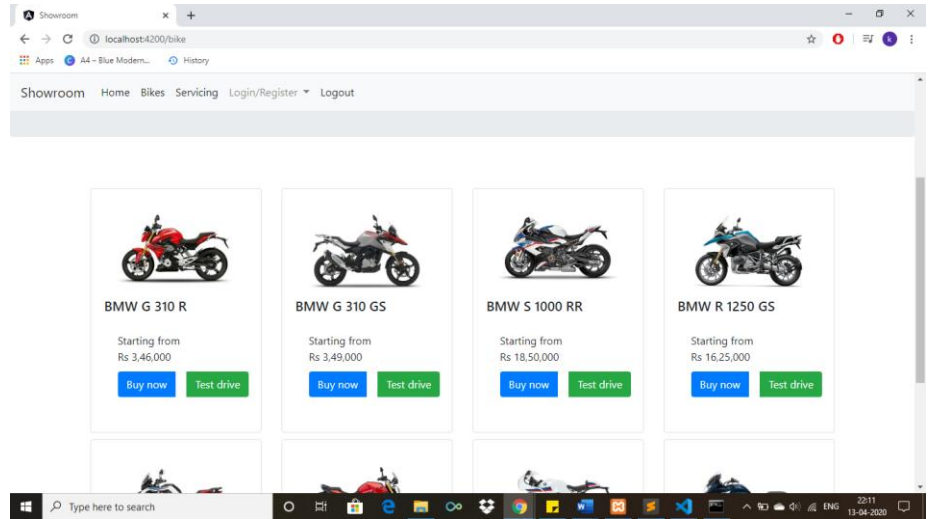 Showroom
localhost:4200/bike
k
Apps A4 – Blue Modern... History
Showroom Home Bikes Servicing Login/Register Logout
BMW G 310 R
Starting from
Rs 3,46,000
Buy now Test drive
BMW G 310 GS
Starting from
Rs 3,49,000
Buy now Test drive
BMW S 1000 RR
Starting from
Rs 18,50,000
Buy now Test drive
BMW R 1250 GS
Starting from
Rs 16,25,000
Buy now Test drive
Type here to search
ENG
22:11
13-04-2020